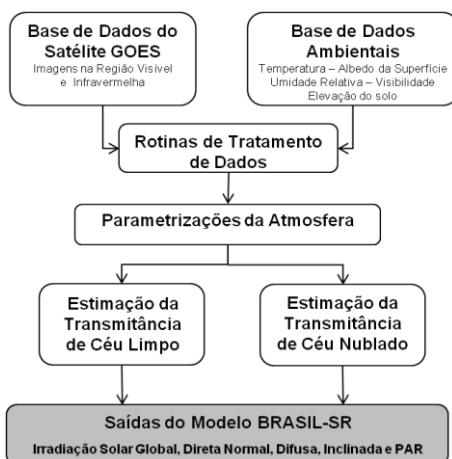 Base de Dados do
Satélite GOES
Imagens na Região Visível
e Infravermelha
Base de Dados
Ambientais
Temperatura – Albedo da Superfície
Umidade Relativa – Visibilidade
Elevação do solo
Rotinas de Tratamento
de Dados
Parametrizações da Atmosfera
Estimação da
Transmitância
de Céu Limpo
Estimação da
Transmitância
de Céu Nublado
Saídas do Modelo BRASIL-SR
Irradiação Solar Global, Direta Normal, Difusa, Inclinada e PAR